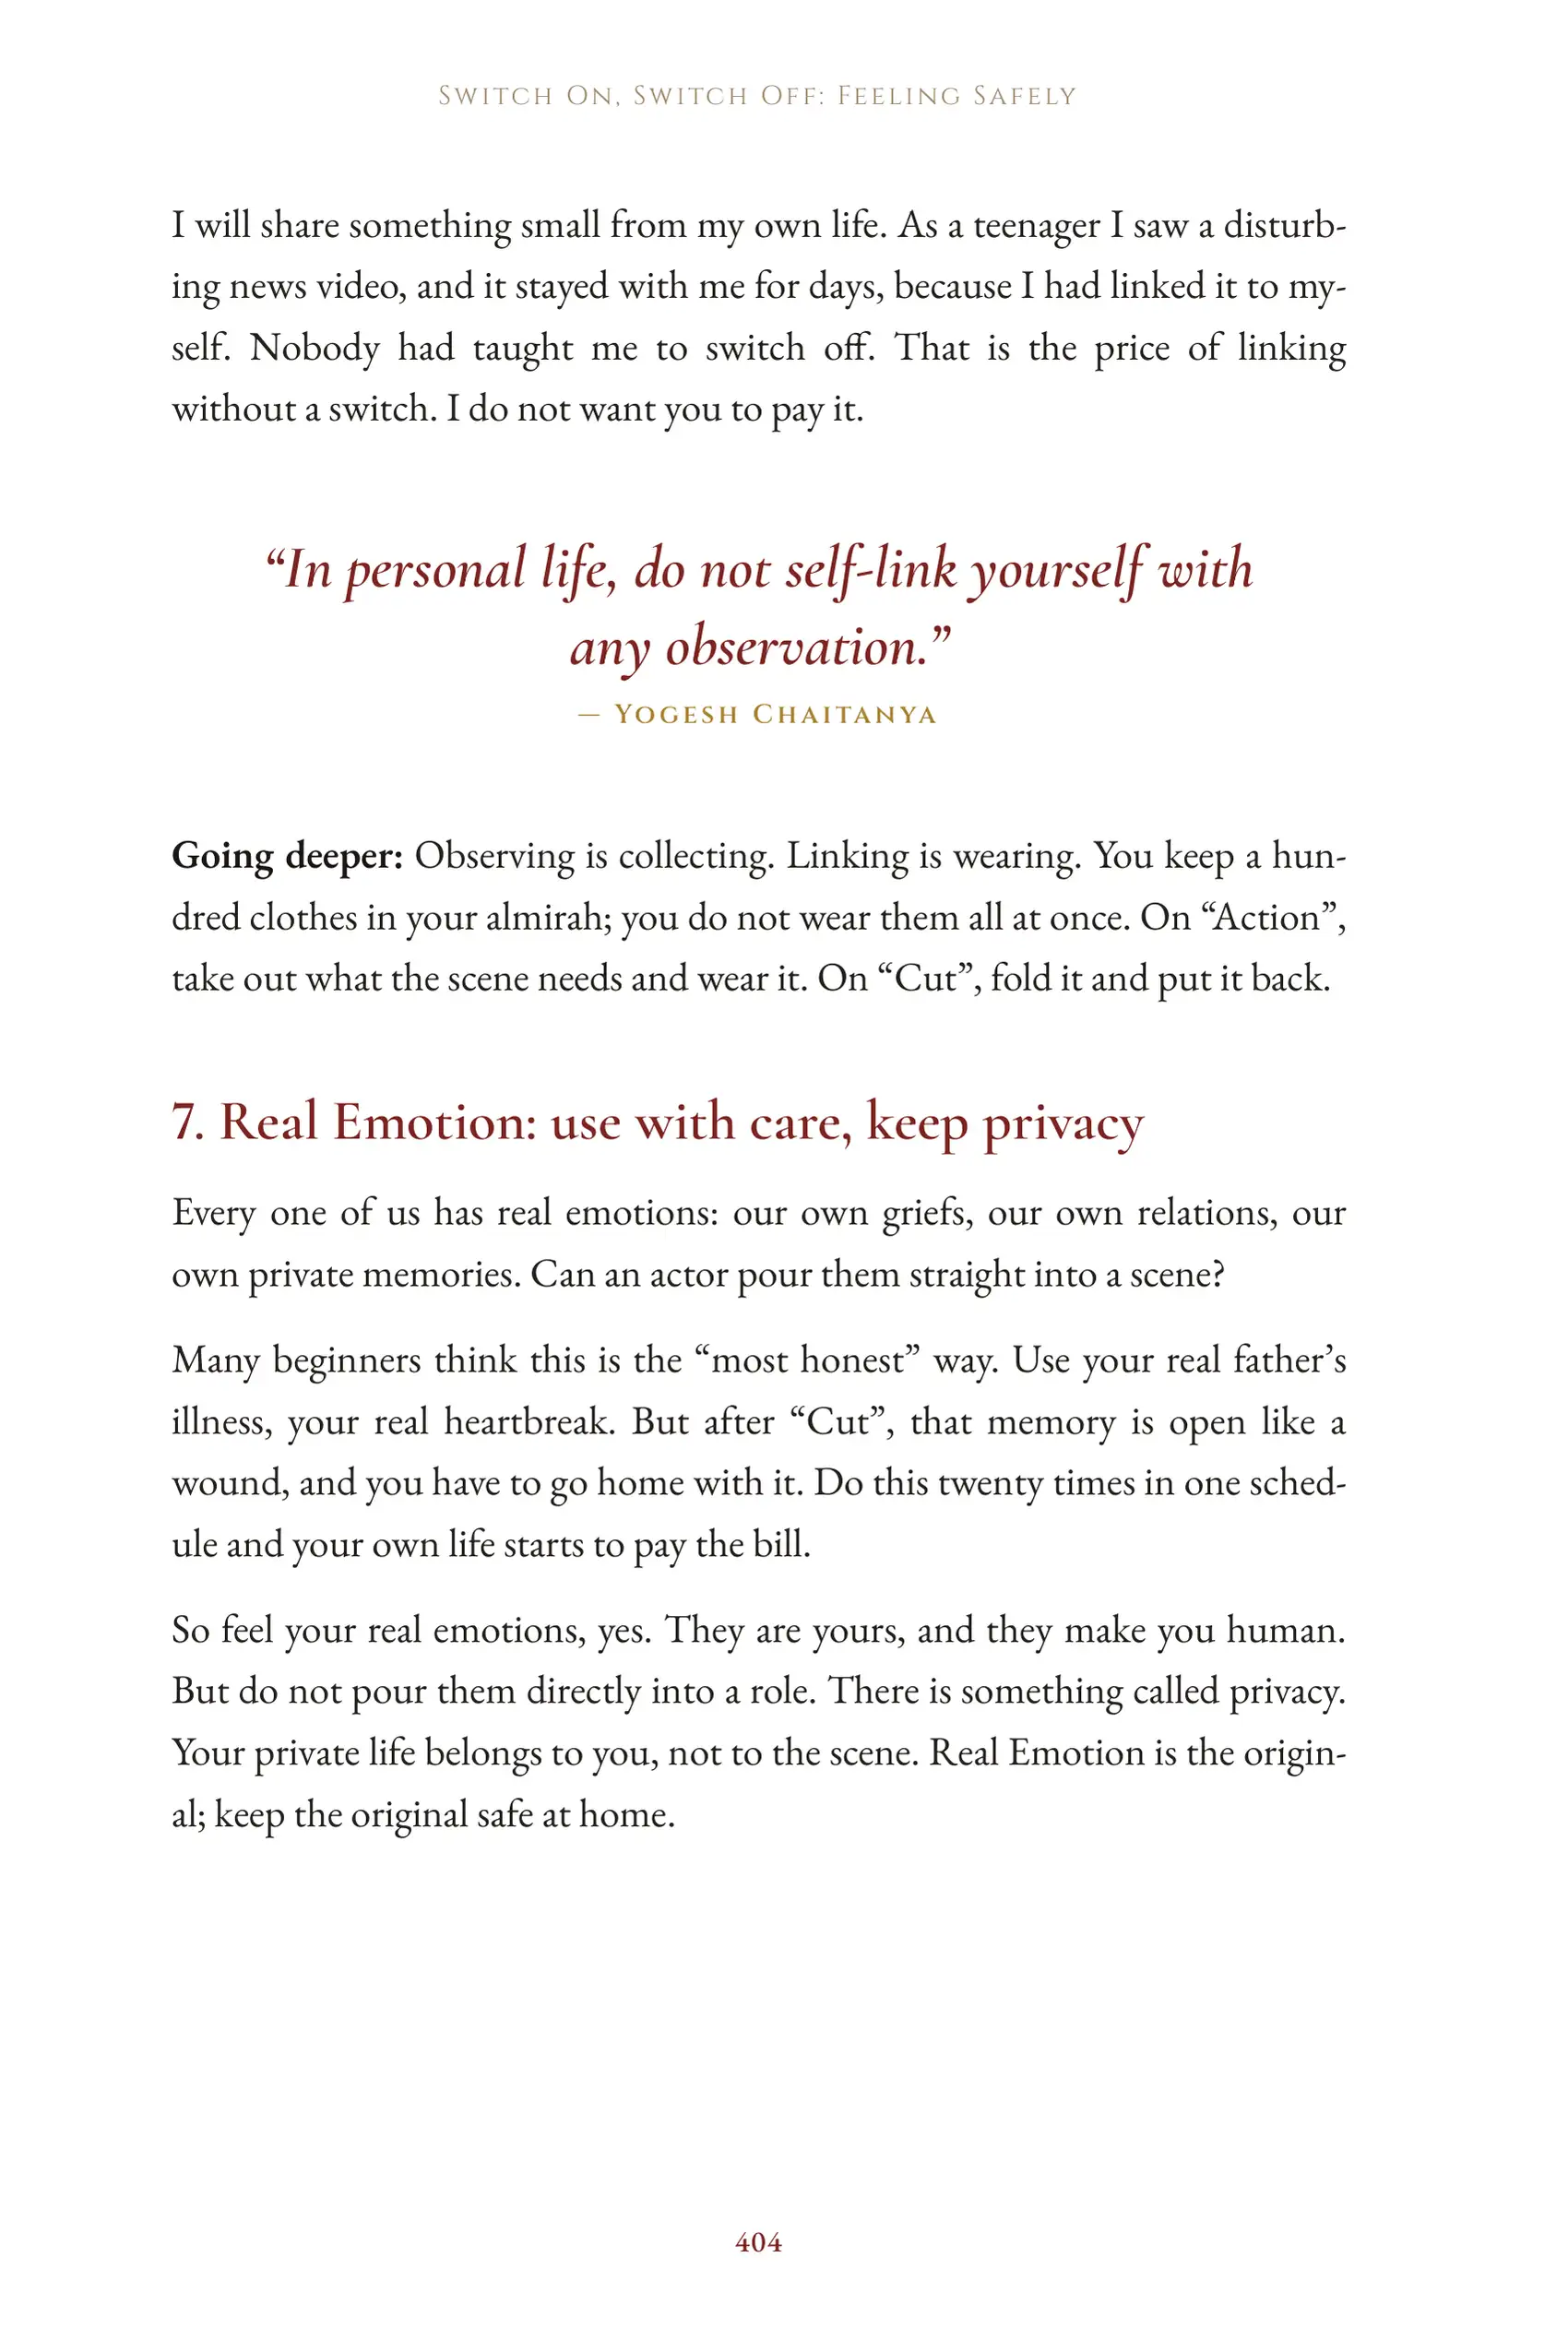 Switch On, Switch Off: Feeling Safely
I will share something small from my own life. As a teenager I saw a disturb-
ing news video, and it stayed with me for days, because I had linked it to my-
self. Nobody had taught me to switch off. That is the price of linking
without a switch. I do not want you to pay it.
“In personal life, do not self-link yourself with
any observation.”
— Yogesh Chaitanya
Going deeper: Observing is collecting. Linking is wearing. You keep a hun-
dred clothes in your almirah; you do not wear them all at once. On “Action”,
take out what the scene needs and wear it. On “Cut”, fold it and put it back.
7. Real Emotion: use with care, keep privacy
Every one of us has real emotions: our own griefs, our own relations, our
own private memories. Can an actor pour them straight into a scene?
Many beginners think this is the “most honest” way. Use your real father’s
illness, your real heartbreak. But after “Cut”, that memory is open like a
wound, and you have to go home with it. Do this twenty times in one sched-
ule and your own life starts to pay the bill.
So feel your real emotions, yes. They are yours, and they make you human.
But do not pour them directly into a role. There is something called privacy.
Your private life belongs to you, not to the scene. Real Emotion is the origin-
al; keep the original safe at home.
404